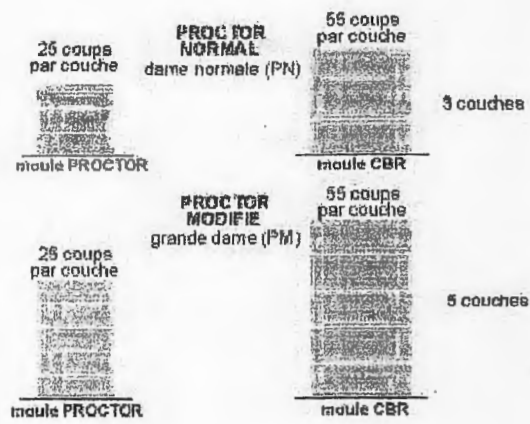 25 coups
par couche
PROCTOR
NORMAL
dame normale (PN)
55 coups
par couche
3 couches
moule PROCTOR
moule CBR
PROCTOR
MODIFIE
grande dame (PM)
55 coups
par couche
25 coups
par couche
5 couches
moule PROCTOR
moule CBR